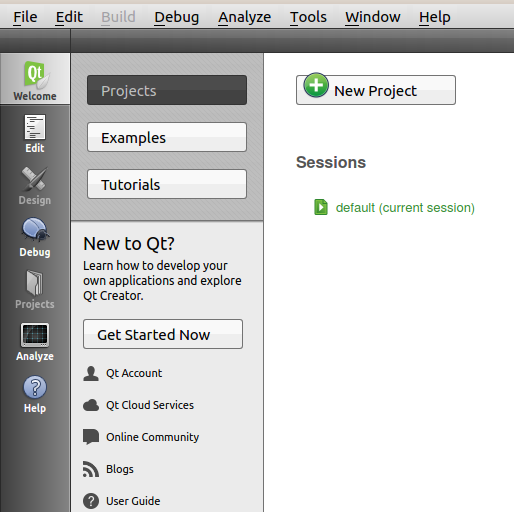 File Edit Build Debug Analyze Tools Window Help
Qt
Welcome
Edit
Design
Debug
Projects
Analyze
Help
Projects
Examples
Tutorials
New to Qt?
Learn how to develop your
own applications and explore
Qt Creator.
Get Started Now
Qt Account
Qt Cloud Services
Online Community
Blogs
User Guide
New Project
Sessions
default (current session)